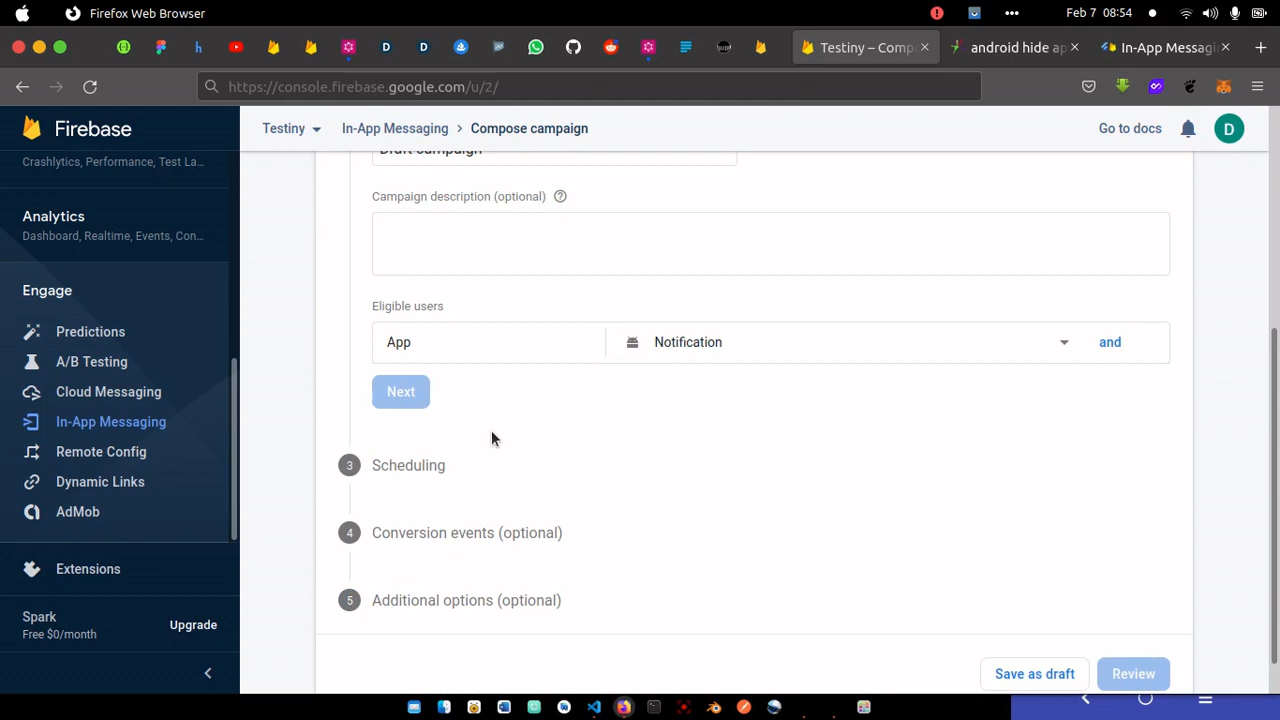 Firefox Web Browser
Feb 7 08:54
Testiny – Comp
android hide ap
In-App Messagin
https://console.firebase.google.com/u/2/
Firebase
Testiny
In-App Messaging > Compose campaign
Go to docs
D
Crashlytics, Performance, Test La...
Analytics
Dashboard, Realtime, Events, Con...
Engage
Predictions
A/B Testing
Cloud Messaging
In-App Messaging
Remote Config
Dynamic Links
AdMob
Extensions
Spark
Free $0/month
Upgrade
Draft campaign
Campaign description (optional)
Eligible users
App
Notification
and
Next
3 Scheduling
4 Conversion events (optional)
5 Additional options (optional)
Save as draft
Review